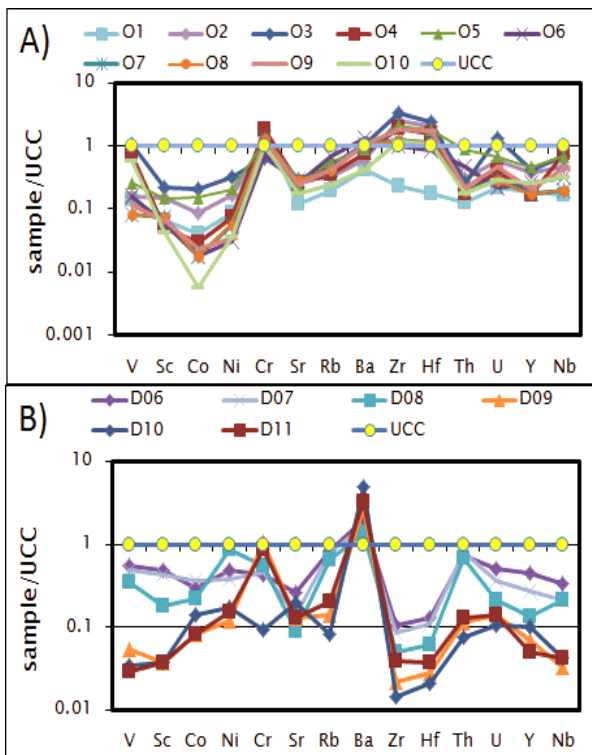 A)
O1 O2 O3 O4 O5 O6
O7 O8 O9 O10 UCC
sample/UCC
10
1
0.1
0.01
0.001
V Sc Co Ni Cr Sr Rb Ba Zr Hf Th U Y Nb
B)
D06 D07 D08 D09
D10 D11 UCC
sample/UCC
10
1
0.1
0.01
V Sc Co Ni Cr Sr Rb Ba Zr Hf Th U Y Nb